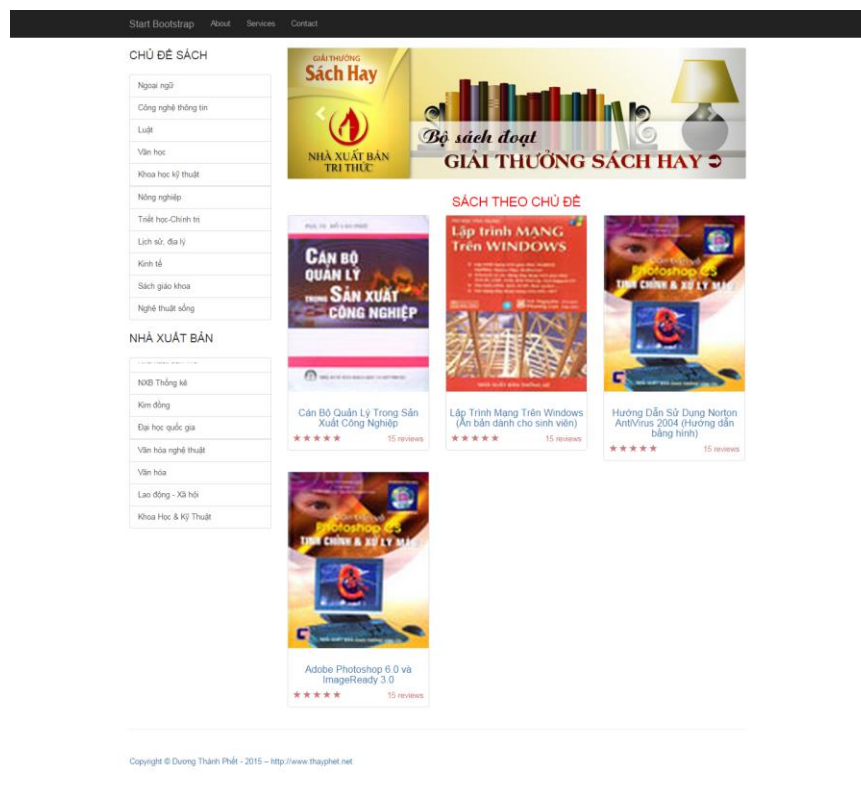 Start Bootstrap About Services Contact
CHỦ ĐỀ SÁCH
Ngoại ngữ
Công nghệ thông tin
Luật
Văn học
Khoa học kỹ thuật
Nông nghiệp
Triết học-Chính trị
Lịch sử, địa lý
Kinh tế
Sách giáo khoa
Nghệ thuật sống
NHÀ XUẤT BẢN
NXB Thống kê
Kim đồng
Đại học quốc gia
Văn hóa nghệ thuật
Văn hóa
Lao động - Xã hội
Khoa Học & Kỹ Thuật
GIẢI THƯỞNG
Sách Hay
NHÀ XUẤT BẢN
TRI THỨC
Bộ sách đoạt
GIẢI THƯỞNG SÁCH HAY
SÁCH THEO CHỦ ĐỀ
CÁN BỘ
QUẢN LÝ
TRONG SẢN XUẤT
CÔNG NGHIỆP
Lập trình MẠNG
Trên WINDOWS
NHÀ XUẤT BẢN THỐNG KÊ
Photoshop CS
TINH CHỈNH & XỬ LÝ MÀU
Cán Bộ Quản Lý Trong Sản
Xuất Công Nghiệp
★ ★ ★ ★ ★ 15 reviews
Lập Trình Mạng Trên Windows
(Ấn bản dành cho sinh viên)
★ ★ ★ ★ ★ 15 reviews
Hướng Dẫn Sử Dụng Norton
AntiVirus 2004 (Hướng dẫn
bằng hình)
★ ★ ★ ★ ★ 15 reviews
Photoshop CS
TINH CHỈNH & XỬ LÝ MÀU
Adobe Photoshop 6.0 và
ImageReady 3.0
★ ★ ★ ★ ★ 15 reviews
Copyright © Dương Thành Phết - 2015 – http://www.thayphet.net